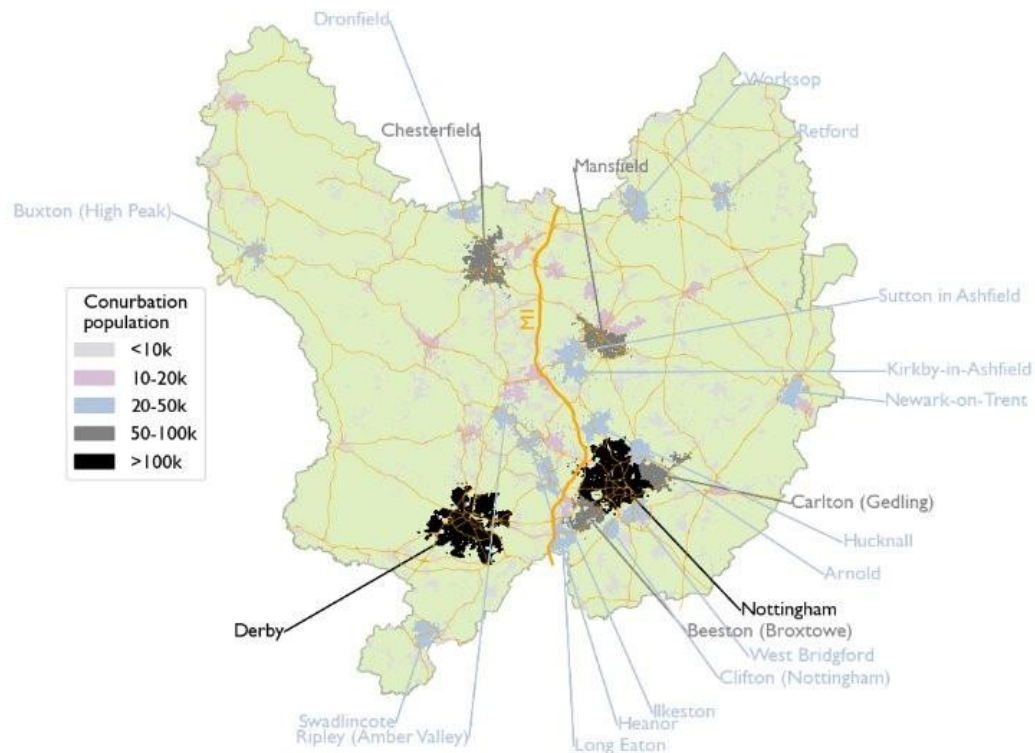 Dronfield
Worksop
Chesterfield
Retford
Mansfield
Buxton (High Peak)
Conurbation
population
<10k
10-20k
20-50k
50-100k
>100k
M1
Sutton in Ashfield
Kirkby-in-Ashfield
Newark-on-Trent
Carlton (Gedling)
Hucknall
Arnold
Nottingham
Derby
Beeston (Broxtowe)
West Bridgford
Clifton (Nottingham)
Ilkeston
Swadlincote
Heanor
Ripley (Amber Valley)
Long Eaton